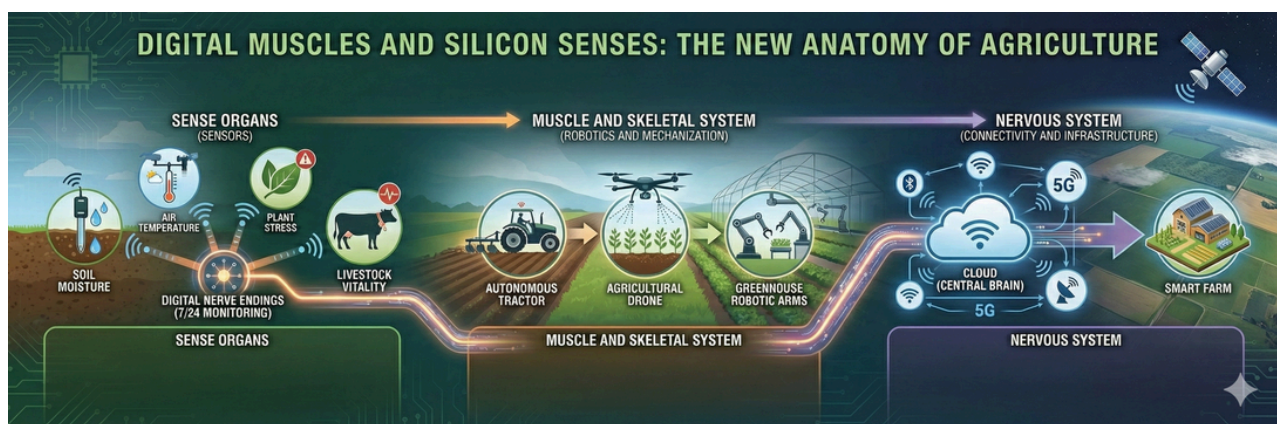 DIGITAL MUSCLES AND SILICON SENSES: THE NEW ANATOMY OF AGRICULTURE
SENSE ORGANS
(SENSORS)
MUSCLE AND SKELETAL SYSTEM
(ROBOTICS AND MECHANIZATION)
NERVOUS SYSTEM
(CONNECTIVITY AND INFRASTRUCTURE)
AIR
TEMPERATURE
PLANT
STRESS
5G
SOIL
MOISTURE
LIVESTOCK
VITALITY
DIGITAL NERVE ENDINGS
(7/24 MONITORING)
AUTONOMOUS
TRACTOR
AGRICULTURAL
DRONE
GREENNOUSE
ROBOTIC ARMS
CLOUD
(CENTRAL BRAIN)
5G
SMART FARM
SENSE ORGANS
MUSCLE AND SKELETAL SYSTEM
NERVOUS SYSTEM